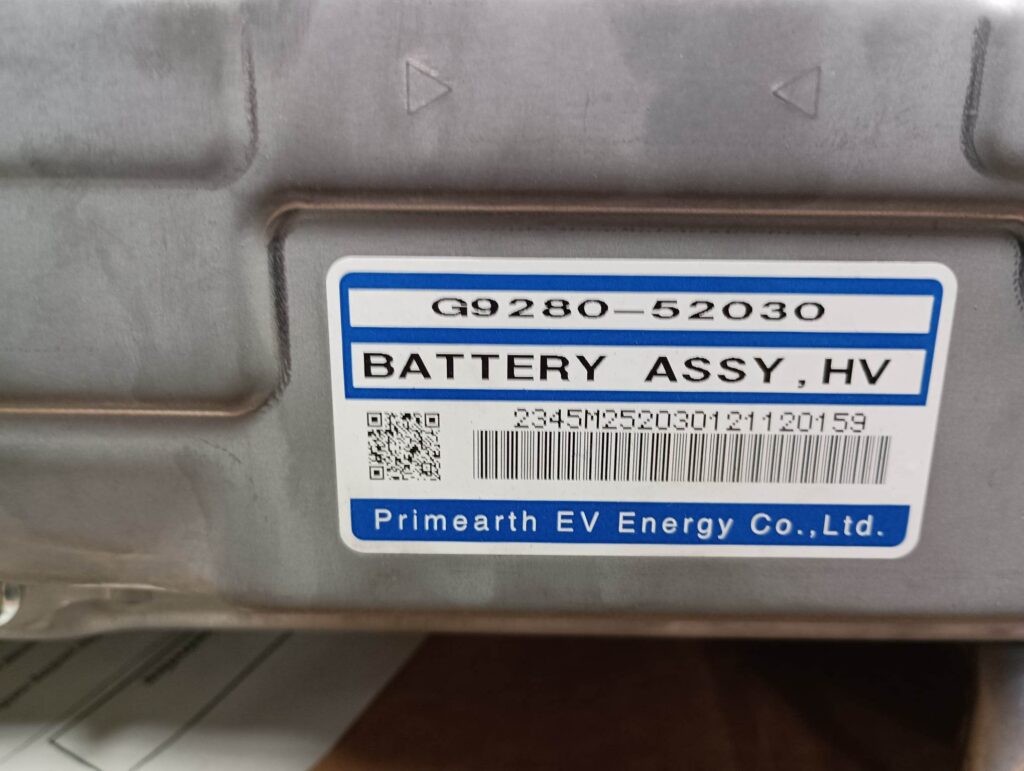 G9280-52030
BATTERY ASSY, HV
2345M252030121120159
Primearth EV Energy Co.,Ltd.